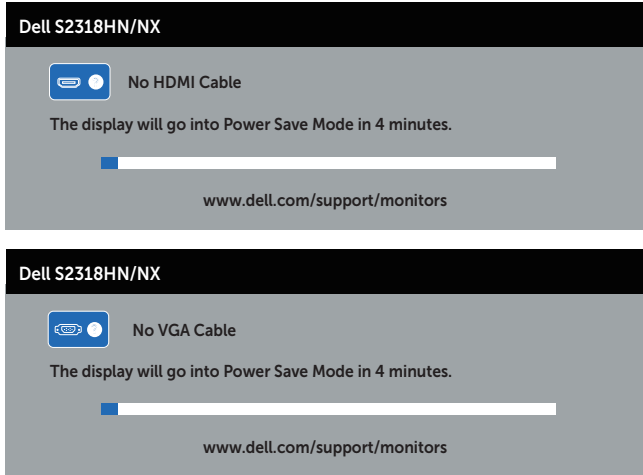 Dell S2318HN/NX
No HDMI Cable
The display will go into Power Save Mode in 4 minutes.
www.dell.com/support/monitors
Dell S2318HN/NX
No VGA Cable
The display will go into Power Save Mode in 4 minutes.
www.dell.com/support/monitors